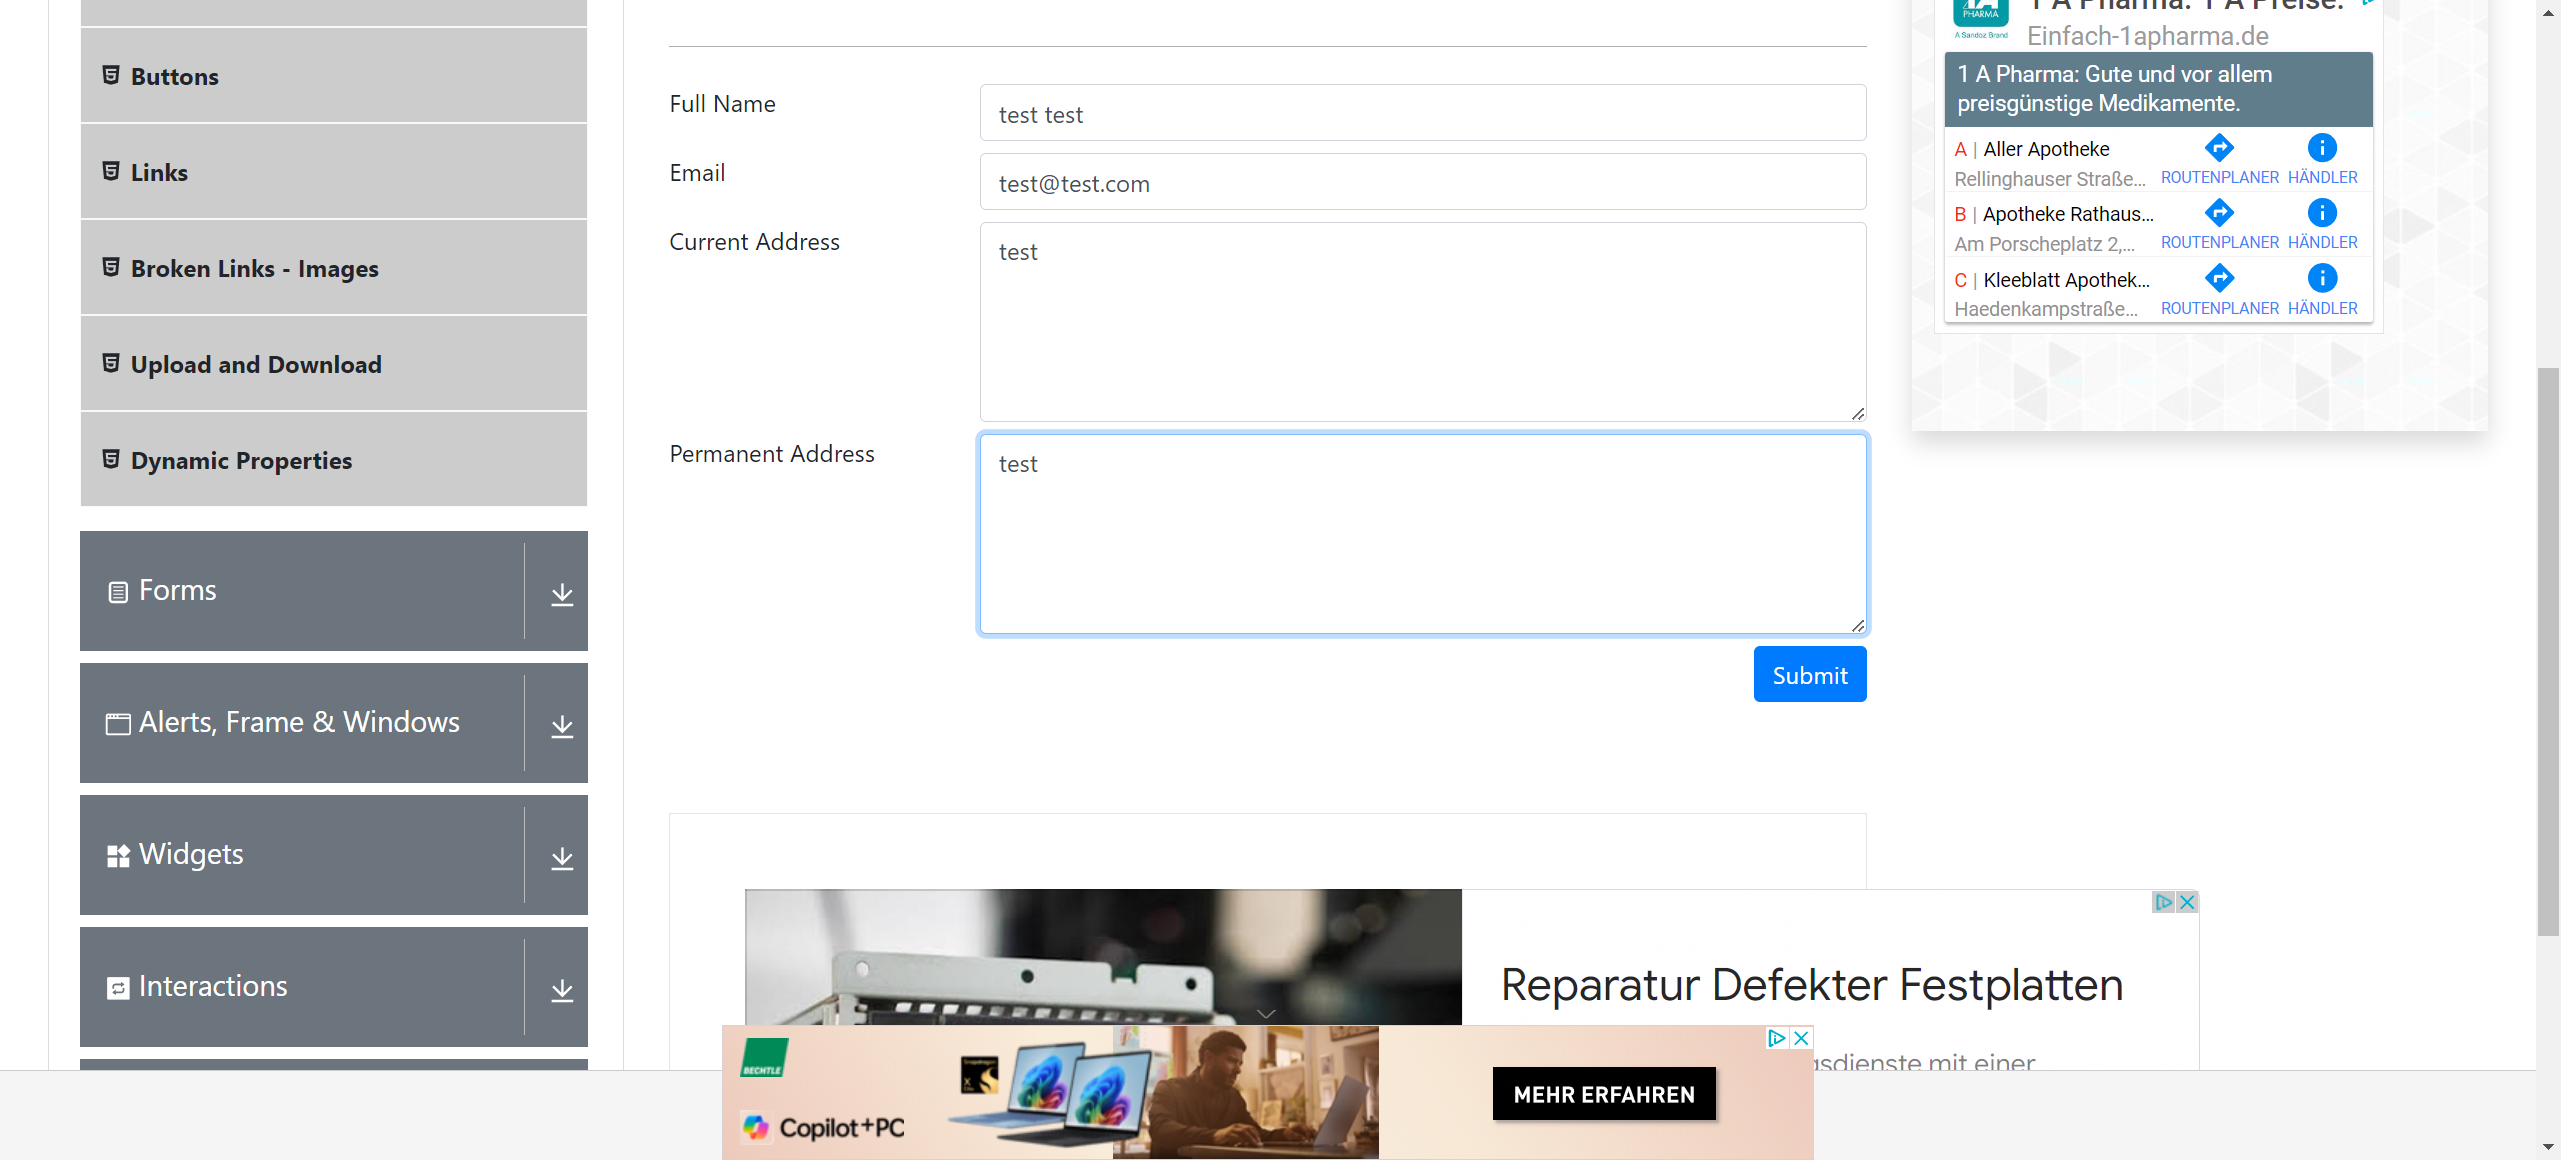 Buttons
Links
Broken Links - Images
Upload and Download
Dynamic Properties
Forms
Alerts, Frame & Windows
Widgets
Interactions
Full Name
test test
Email
test@test.com
Current Address
test
Permanent Address
test
Submit
PHARMA
A Sandoz Brand
1 A Pharma. 1 A Preise.
Einfach-1apharma.de
1 A Pharma: Gute und vor allem
preisgünstige Medikamente.
A | Aller Apotheke
Rellinghauser Straße...
ROUTENPLANER HÄNDLER
B | Apotheke Rathaus...
Am Porscheplatz 2,...
ROUTENPLANER HÄNDLER
C | Kleeblatt Apothek...
Haedenkampstraße...
ROUTENPLANER HÄNDLER
Reparatur Defekter Festplatten
gsdienste mit einer
BECHTLE
Copilot+PC
MEHR ERFAHREN